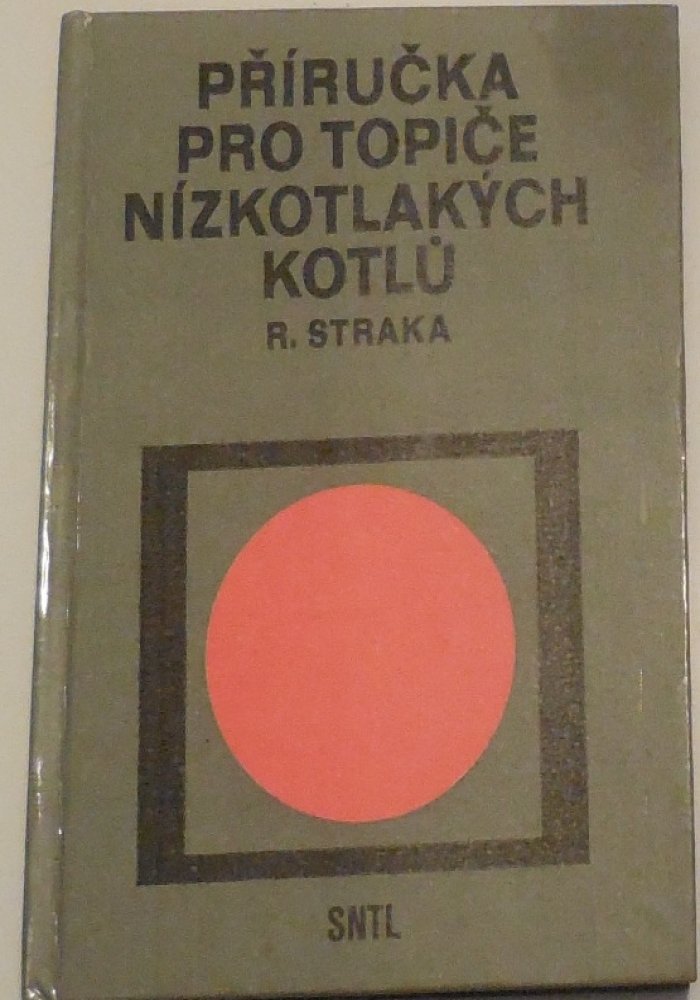 PŘÍRUČKA
PRO TOPIČE
NÍZKOTLAKÝCH
KOTLŮ
R. STRAKA
SNTL